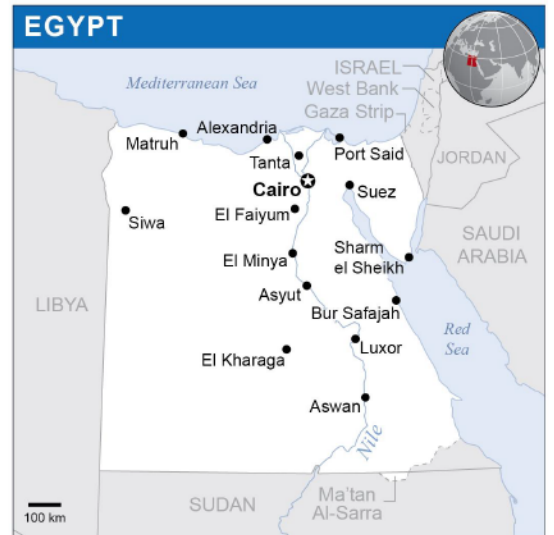 EGYPT
Mediterranean Sea
ISRAEL
West Bank
Gaza Strip
Alexandria
Matruh
Tanta
Port Said
JORDAN
Cairo
Suez
Siwa
El Faiyum
SAUDI
ARABIA
Sharm
el Sheikh
El Minya
Asyut
LIBYA
Bur Safajah
Red
Sea
Luxor
El Kharaga
Aswan
Nile
SUDAN
Ma'tan
Al-Sarra
100 km